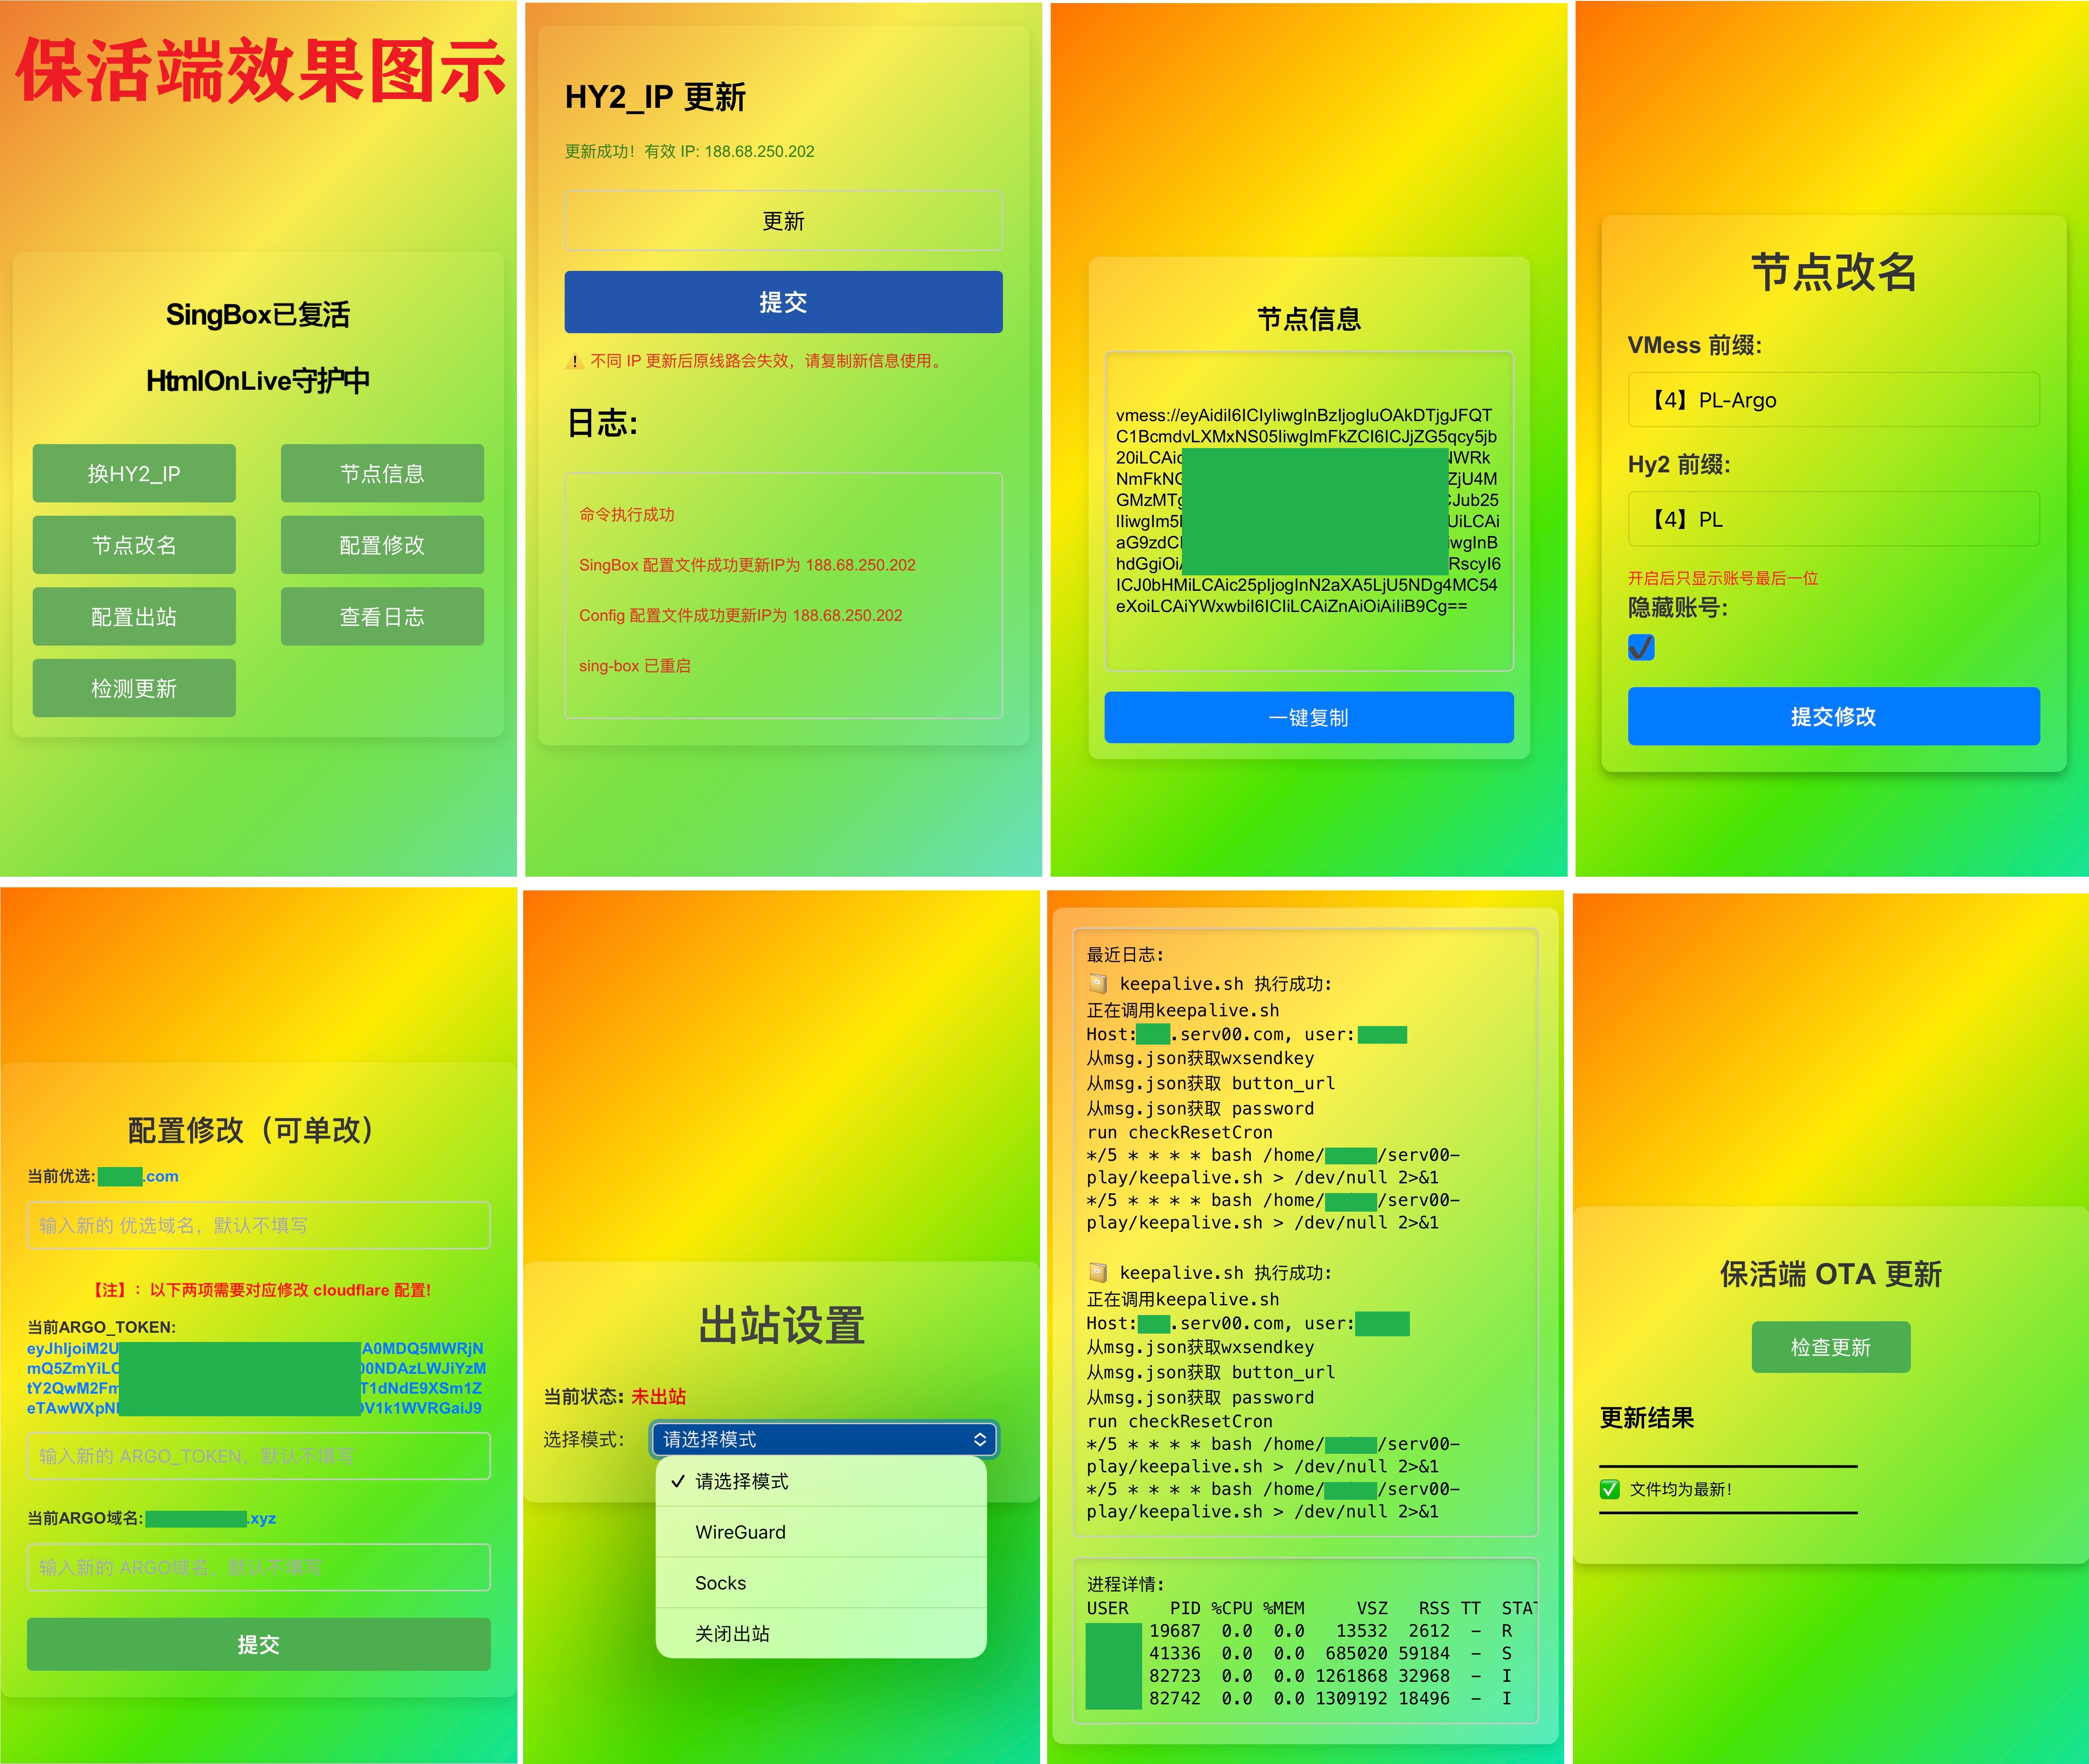 保活端效果图示
SingBox已复活
HtmlOnLive守护中
换HY2_IP
节点信息
节点改名
配置修改
配置出站
查看日志
检测更新
HY2_IP 更新
更新成功！有效 IP: 188.68.250.202
更新
提交
⚠️ 不同 IP 更新后原线路会失效，请复制新信息使用。
日志:
命令执行成功
SingBox 配置文件成功更新IP为 188.68.250.202
Config 配置文件成功更新IP为 188.68.250.202
sing-box 已重启
节点信息
vmess://eyAidiI6ICIyIiwgInBzIjogIuOAkDTjgJFQT
C1BcmdvLXMxNS05IiwgImFkZCI6ICJjZG5qcy5jb
20iLCAic
NmFkNC ZjU4M
GMzMTg Jub25
IIiwgIm5 UiLCAi
aG9zdCI iwgInB
hdGgiOiA RscyI6
ICJ0bHMiLCAic25pIjogInN2aXA5LjU5NDg4MC54
eXoiLCAiYWxwbiI6ICIiLCAiZnAiOiAiIiB9Cg==
一键复制
节点改名
VMess 前缀:
【4】PL-Argo
Hy2 前缀:
【4】PL
开启后只显示账号最后一位
隐藏账号:
提交修改
配置修改（可单改）
当前优选: .com
输入新的 优选域名，默认不填写
【注】：以下两项需要对应修改 cloudflare 配置!
当前ARGO_TOKEN:
eyJhIjoiM2U A0MDQ5MWRjN
mQ5ZmYiLC 00NDAzLWJiYzM
tY2QwM2Fm T1dNdE9XSm1Z
eTAwWXpN V1k1WVRGaiJ9
输入新的 ARGO_TOKEN，默认不填写
当前ARGO域名: .xyz
输入新的 ARGO域名，默认不填写
提交
出站设置
当前状态: 未出站
选择模式: 请选择模式
✓ 请选择模式
WireGuard
Socks
关闭出站
最近日志:
keepalive.sh 执行成功:
正在调用keepalive.sh
Host: .serv00.com, user:
从msg.json获取wxsendkey
从msg.json获取 button_url
从msg.json获取 password
run checkResetCron
*/5 * * * * bash /home/ /serv00-
play/keepalive.sh > /dev/null 2>&1
*/5 * * * * bash /home/ /serv00-
play/keepalive.sh > /dev/null 2>&1
keepalive.sh 执行成功:
正在调用keepalive.sh
Host: .serv00.com, user:
从msg.json获取wxsendkey
从msg.json获取 button_url
从msg.json获取 password
run checkResetCron
*/5 * * * * bash /home/ /serv00-
play/keepalive.sh > /dev/null 2>&1
*/5 * * * * bash /home/ /serv00-
play/keepalive.sh > /dev/null 2>&1
进程详情:
USER PID %CPU %MEM VSZ RSS TT STAT
19687 0.0 0.0 13532 2612 - R
41336 0.0 0.0 685020 59184 - S
82723 0.0 0.0 1261868 32968 - I
82742 0.0 0.0 1309192 18496 - I
保活端 OTA 更新
检查更新
更新结果
✅ 文件均为最新!